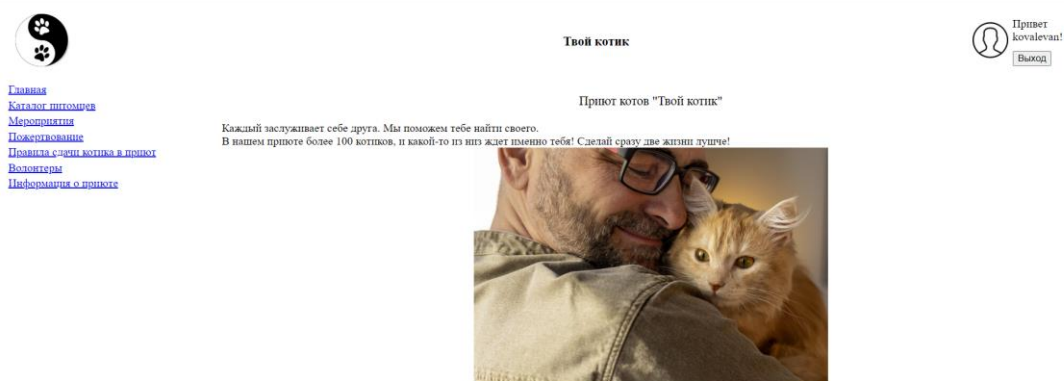 Твой котик
Привет
kovalevan!
Выход
Главная
Каталог питомцев
Мероприятия
Пожертвование
Правила сдачи котика в приют
Волонтеры
Информация о приюте
Приют котов "Твой котик"
Каждый заслуживает себе друга. Мы поможем тебе найти своего.
В нашем приюте более 100 котиков, и какой-то из низ ждет именно тебя! Сделай сразу две жизни лушче!